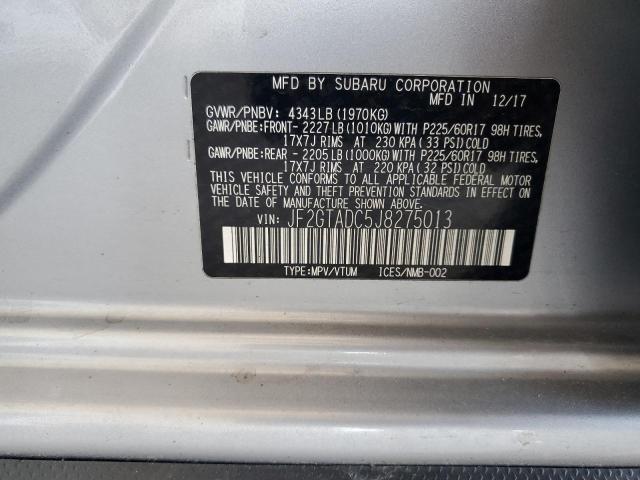 MFD BY SUBARU CORPORATION
MFD IN 12/17
GVWR/PNBV: 4343LB (1970KG)
GAWR/PNBE:FRONT- 2227LB (1010KG) WITH P225/60R17 98H TIRES,
17X7J RIMS AT 230 KPA (33 PSI) COLD
GAWR/PNBE:REAR - 2205LB (1000KG) WITH P225/60R17 98H TIRES,
17X7J RIMS AT 220 KPA (32 PSI) COLD
THIS VEHICLE CONFORMS TO ALL APPLICABLE FEDERAL MOTOR
VEHICLE SAFETY AND THEFT PREVENTION STANDARDS IN EFFECT
ON THE DATE OF MANUFACTURE SHOWN ABOVE.
VIN: JF2GTADC5J8275013
TYPE:MPV/VTUM ICES/NMB-002